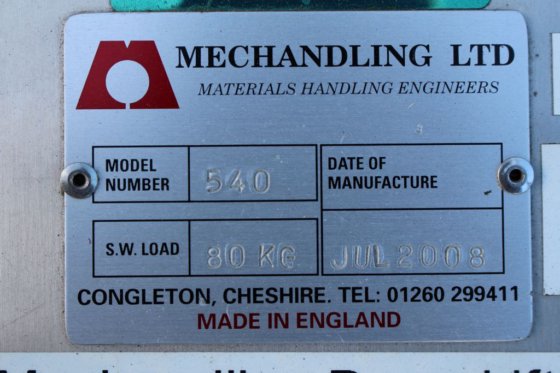 MECHANDLING LTD
MATERIALS HANDLING ENGINEERS
MODEL NUMBER 540
DATE OF MANUFACTURE
S.W. LOAD 80 KG
JUL 2008
CONGLETON, CHESHIRE. TEL: 01260 299411
MADE IN ENGLAND